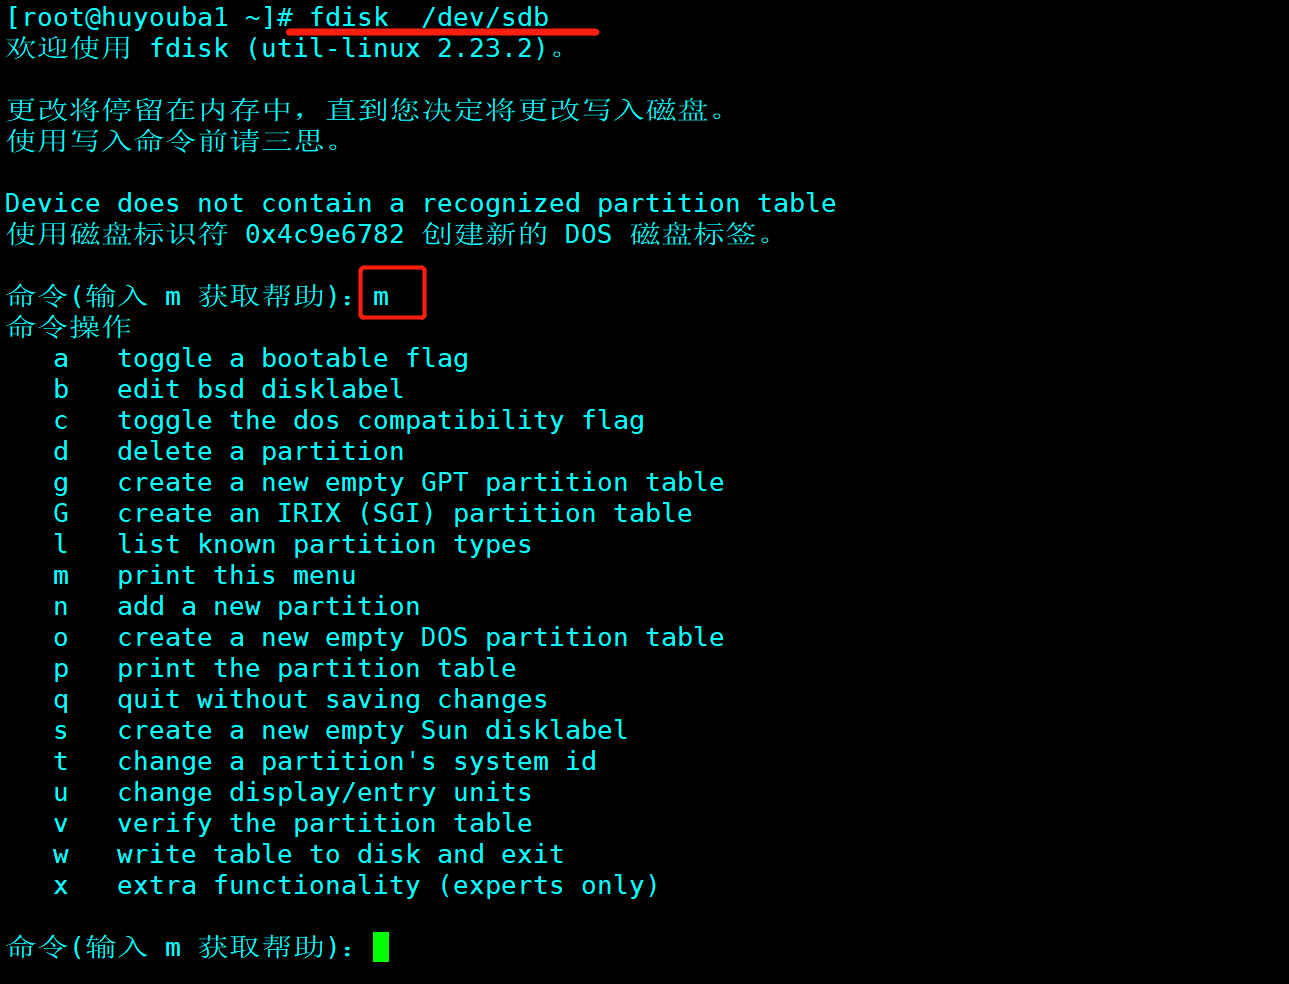 [root@huyouba1 ~]# fdisk  /dev/sdb
欢迎使用 fdisk (util-linux 2.23.2)。
更改将停留在内存中，直到您决定将更改写入磁盘。
使用写入命令前请三思。
Device does not contain a recognized partition table
使用磁盘标识符 0x4c9e6782 创建新的 DOS 磁盘标签。
命令(输入 m 获取帮助)：m
命令操作
   a   toggle a bootable flag
   b   edit bsd disklabel
   c   toggle the dos compatibility flag
   d   delete a partition
   g   create a new empty GPT partition table
   G   create an IRIX (SGI) partition table
   l   list known partition types
   m   print this menu
   n   add a new partition
   o   create a new empty DOS partition table
   p   print the partition table
   q   quit without saving changes
   s   create a new empty Sun disklabel
   t   change a partition's system id
   u   change display/entry units
   v   verify the partition table
   w   write table to disk and exit
   x   extra functionality (experts only)
命令(输入 m 获取帮助)：